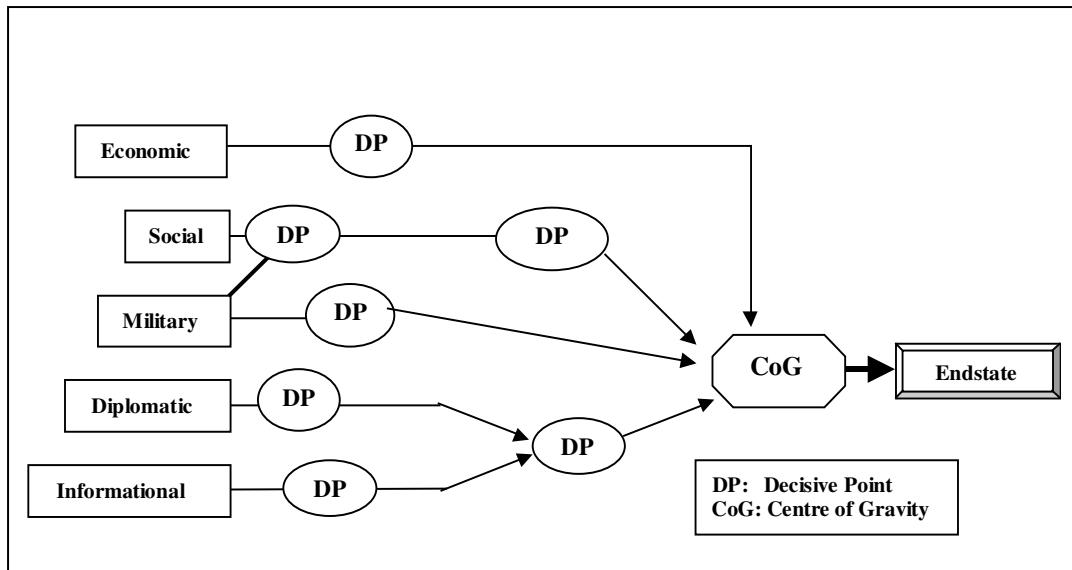 Economic
DP
Social
DP
DP
Military
DP
CoG
Endstate
Diplomatic
DP
DP
Informational
DP
DP: Decisive Point
CoG: Centre of Gravity